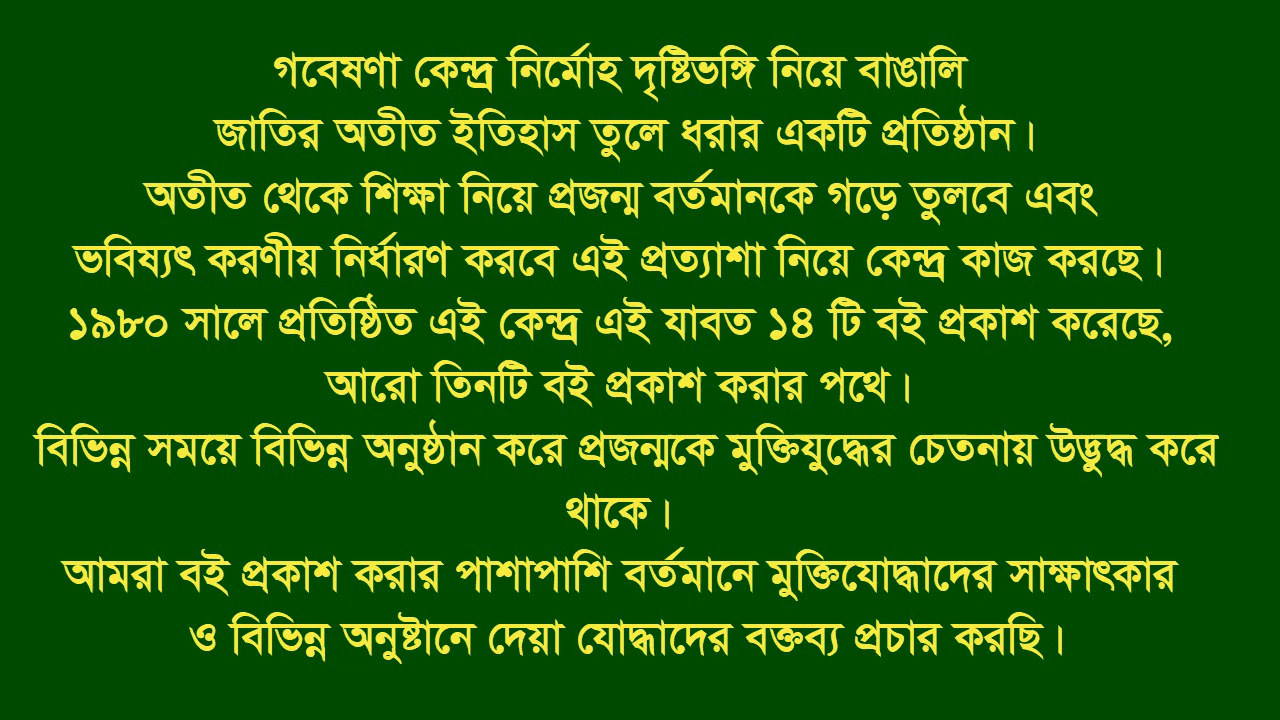 গবেষণা কেন্দ্র নির্মোহ দৃষ্টিভঙ্গি নিয়ে বাঙালি
জাতির অতীত ইতিহাস তুলে ধরার একটি প্রতিষ্ঠান।
অতীত থেকে শিক্ষা নিয়ে প্রজন্ম বর্তমানকে গড়ে তুলবে এবং
ভবিষ্যৎ করণীয় নির্ধারণ করবে এই প্রত্যাশা নিয়ে কেন্দ্র কাজ করছে।
১৯৮০ সালে প্রতিষ্ঠিত এই কেন্দ্র এই যাবত ১৪ টি বই প্রকাশ করেছে,
আরো তিনটি বই প্রকাশ করার পথে।
বিভিন্ন সময়ে বিভিন্ন অনুষ্ঠান করে প্রজন্মকে মুক্তিযুদ্ধের চেতনায় উদ্ভুদ্ধ করে
থাকে।
আমরা বই প্রকাশ করার পাশাপাশি বর্তমানে মুক্তিযোদ্ধাদের সাক্ষাৎকার
ও বিভিন্ন অনুষ্টানে দেয়া যোদ্ধাদের বক্তব্য প্রচার করছি।